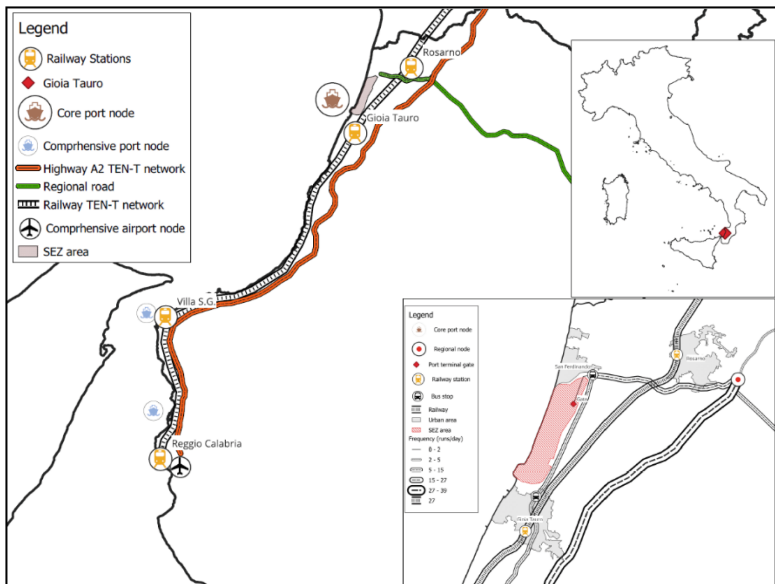 Legend
Railway Stations
Gioia Tauro
Core port node
Comprhensive port node
Highway A2 TEN-T network
Regional road
Railway TEN-T network
Comprhensive airport node
SEZ area
Rosarno
Gioia Tauro
Villa S.G.
Reggio Calabria
Legend
Core port node
Regional node
Port terminal gate
Railway station
Bus stop
Railway
Urban area
SEZ area
Frequency (runs/day)
0 - 2
2 - 5
5 - 15
15 - 27
27 - 39
27
Rosarno
San Ferdinando
Gate
Gioia Tauro